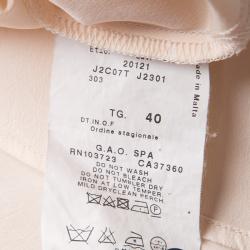 20121
J2C07T J2301
303
Made in Malta
TG. 40
DT.IN.O.F
Ordine stagionale
G.A.O. SPA
RN103723 CA37360
DO NOT WASH
DO NOT BLEACH
DO NOT TUMBLER DRY
IRON AT LOW TEMPER.
MILD DRYCLEAN PERCH.